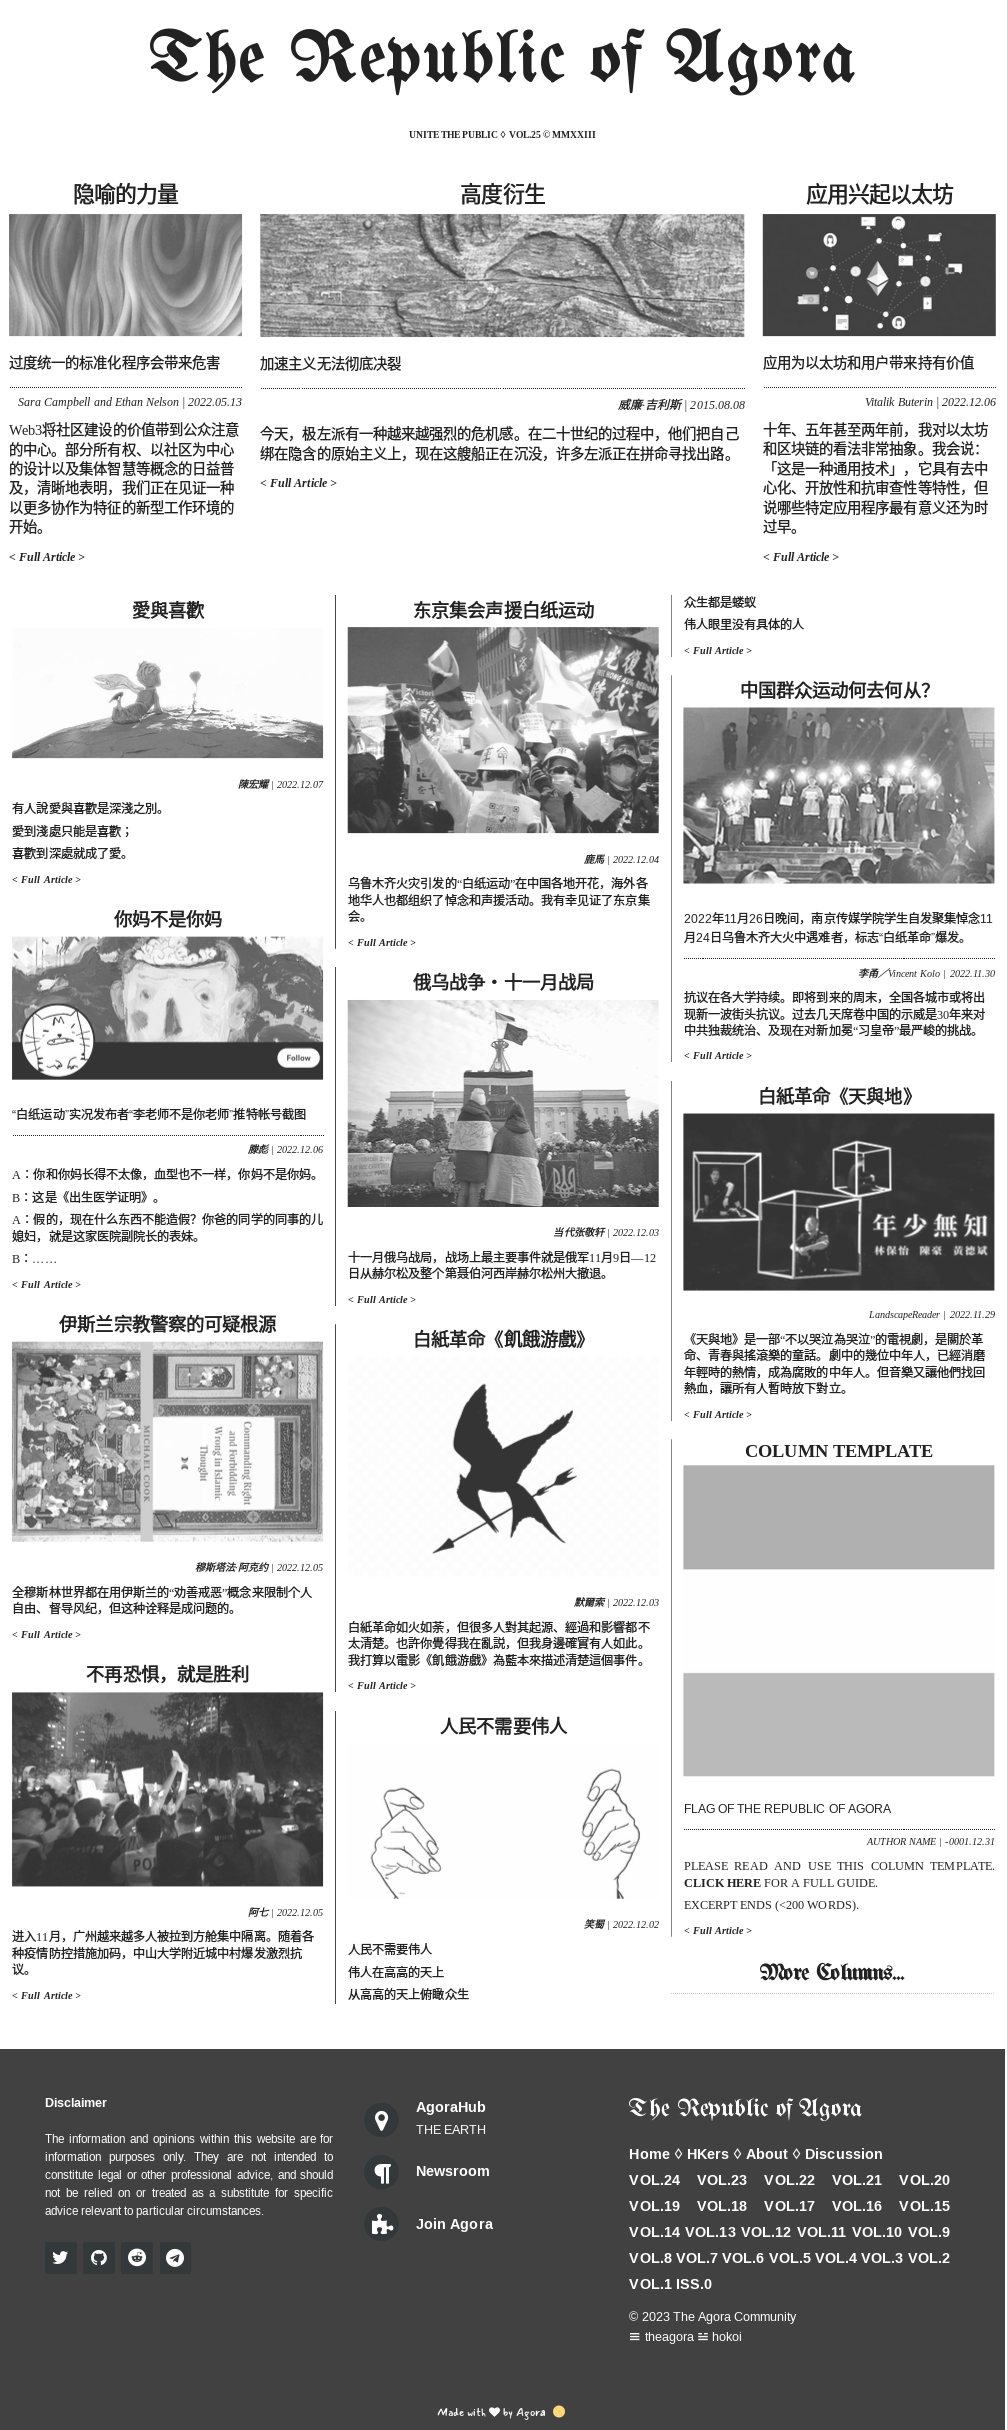 The Republic of Agora
UNITE THE PUBLIC ◊ VOL.25 © MMXXIII
隐喻的力量
过度统一的标准化程序会带来危害
Sara Campbell and Ethan Nelson | 2022.05.13
Web3将社区建设的价值带到公众注意
的中心。部分所有权、以社区为中心
的设计以及集体智慧等概念的日益普
及，清晰地表明，我们正在见证一种
以更多协作为特征的新型工作环境的
开始。
< Full Article >
高度衍生
加速主义无法彻底决裂
威廉·吉利斯 | 2015.08.08
今天，极左派有一种越来越强烈的危机感。在二十世纪的过程中，他们把自己
绑在隐含的原始主义上，现在这艘船正在沉没，许多左派正在拼命寻找出路。
< Full Article >
应用兴起以太坊
应用为以太坊和用户带来持有价值
Vitalik Buterin | 2022.12.06
十年、五年甚至两年前，我对以太坊
和区块链的看法非常抽象。我会说：
「这是一种通用技术」，它具有去中
心化、开放性和抗审查性等特性，但
说哪些特定应用程序最有意义还为时
过早。
< Full Article >
愛與喜歡
陳宏耀 | 2022.12.07
有人說愛與喜歡是深淺之別。
愛到淺處只能是喜歡；
喜歡到深處就成了愛。
< Full Article >
你妈不是你妈
Follow
“白纸运动”实况发布者“李老师不是你老师”推特帐号截图
滕彪 | 2022.12.06
A：你和你妈长得不太像，血型也不一样，你妈不是你妈。
B：这是《出生医学证明》。
A：假的，现在什么东西不能造假？你爸的同学的同事的儿
媳妇，就是这家医院副院长的表妹。
B：……
< Full Article >
伊斯兰宗教警察的可疑根源
MICHAEL COOK
Commanding Right
and Forbidding
Wrong in Islamic
Thought
穆斯塔法·阿克约 | 2022.12.05
全穆斯林世界都在用伊斯兰的“劝善戒恶”概念来限制个人
自由、督导风纪，但这种诠释是成问题的。
< Full Article >
不再恐惧，就是胜利
阿七 | 2022.12.05
进入11月，广州越来越多人被拉到方舱集中隔离。随着各
种疫情防控措施加码，中山大学附近城中村爆发激烈抗
议。
< Full Article >
东京集会声援白纸运动
鹿馬 | 2022.12.04
乌鲁木齐火灾引发的“白纸运动”在中国各地开花，海外各
地华人也都组织了悼念和声援活动。我有幸见证了东京集
会。
< Full Article >
俄乌战争・十一月战局
当代张敬轩 | 2022.12.03
十一月俄乌战局，战场上最主要事件就是俄军11月9日—12
日从赫尔松及整个第聂伯河西岸赫尔松州大撤退。
< Full Article >
白紙革命《飢餓游戲》
默爾索 | 2022.12.03
白紙革命如火如荼，但很多人對其起源、經過和影響都不
太清楚。也許你覺得我在亂説，但我身邊確實有人如此。
我打算以電影《飢餓游戲》為藍本來描述清楚這個事件。
< Full Article >
人民不需要伟人
笑蜀 | 2022.12.02
人民不需要伟人
伟人在高高的天上
从高高的天上俯瞰众生
众生都是蝼蚁
伟人眼里没有具体的人
< Full Article >
中国群众运动何去何从？
2022年11月26日晚间，南京传媒学院学生自发聚集悼念11
月24日乌鲁木齐大火中遇难者，标志“白纸革命”爆发。
李甬／Vincent Kolo | 2022.11.30
抗议在各大学持续。即将到来的周末，全国各城市或将出
现新一波街头抗议。过去几天席卷中国的示威是30年来对
中共独裁统治、及现在对新加冕“习皇帝”最严峻的挑战。
< Full Article >
白紙革命《天與地》
年少無知
林保怡 陳豪 黃德斌
LandscapeReader | 2022.11.29
《天與地》是一部“不以哭泣為哭泣”的電視劇，是關於革
命、青春與搖滾樂的童話。劇中的幾位中年人，已經消磨
年輕時的熱情，成為腐敗的中年人。但音樂又讓他們找回
熱血，讓所有人暫時放下對立。
< Full Article >
COLUMN TEMPLATE
FLAG OF THE REPUBLIC OF AGORA
AUTHOR NAME | -0001.12.31
PLEASE READ AND USE THIS COLUMN TEMPLATE.
CLICK HERE FOR A FULL GUIDE.
EXCERPT ENDS (<200 WORDS).
< Full Article >
More Columns...
Disclaimer
The information and opinions within this website are for
information purposes only. They are not intended to
constitute legal or other professional advice, and should
not be relied on or treated as a substitute for specific
advice relevant to particular circumstances.
AgoraHub
THE EARTH
Newsroom
Join Agora
The Republic of Agora
Home ◊ HKers ◊ About ◊ Discussion
VOL.24 VOL.23 VOL.22 VOL.21 VOL.20
VOL.19 VOL.18 VOL.17 VOL.16 VOL.15
VOL.14 VOL.13 VOL.12 VOL.11 VOL.10 VOL.9
VOL.8 VOL.7 VOL.6 VOL.5 VOL.4 VOL.3 VOL.2
VOL.1 ISS.0
© 2023 The Agora Community
theagora hokoi
Made with ♥ by Agora